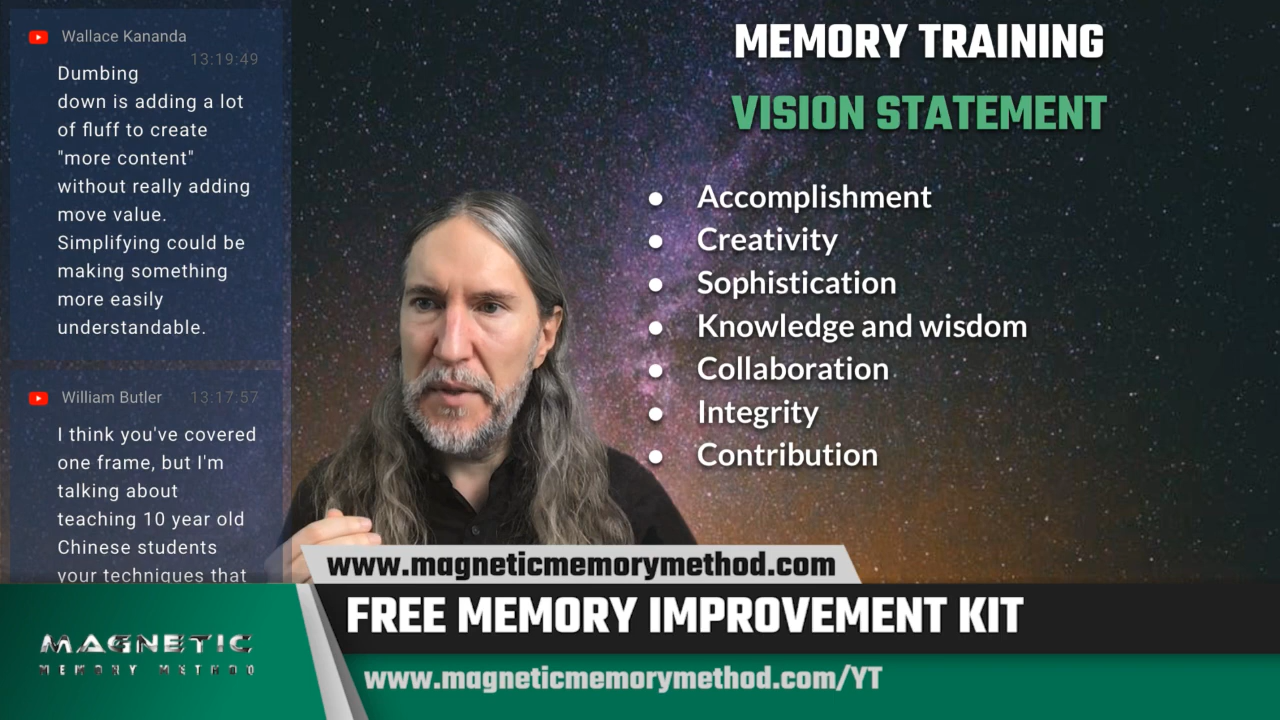 Wallace Kananda
13:19:49
Dumbing
down is adding a lot
of fluff to create
"more content"
without really adding
move value.
Simplifying could be
making something
more easily
understandable.
William Butler 13:17:57
I think you've covered
one frame, but I'm
talking about
teaching 10 year old
Chinese students
your techniques that
MEMORY TRAINING
VISION STATEMENT
● Accomplishment
● Creativity
● Sophistication
● Knowledge and wisdom
● Collaboration
● Integrity
● Contribution
www.magneticmemorymethod.com
FREE MEMORY IMPROVEMENT KIT
www.magneticmemorymethod.com/YT
MAGNETIC
MEMORY METHOD